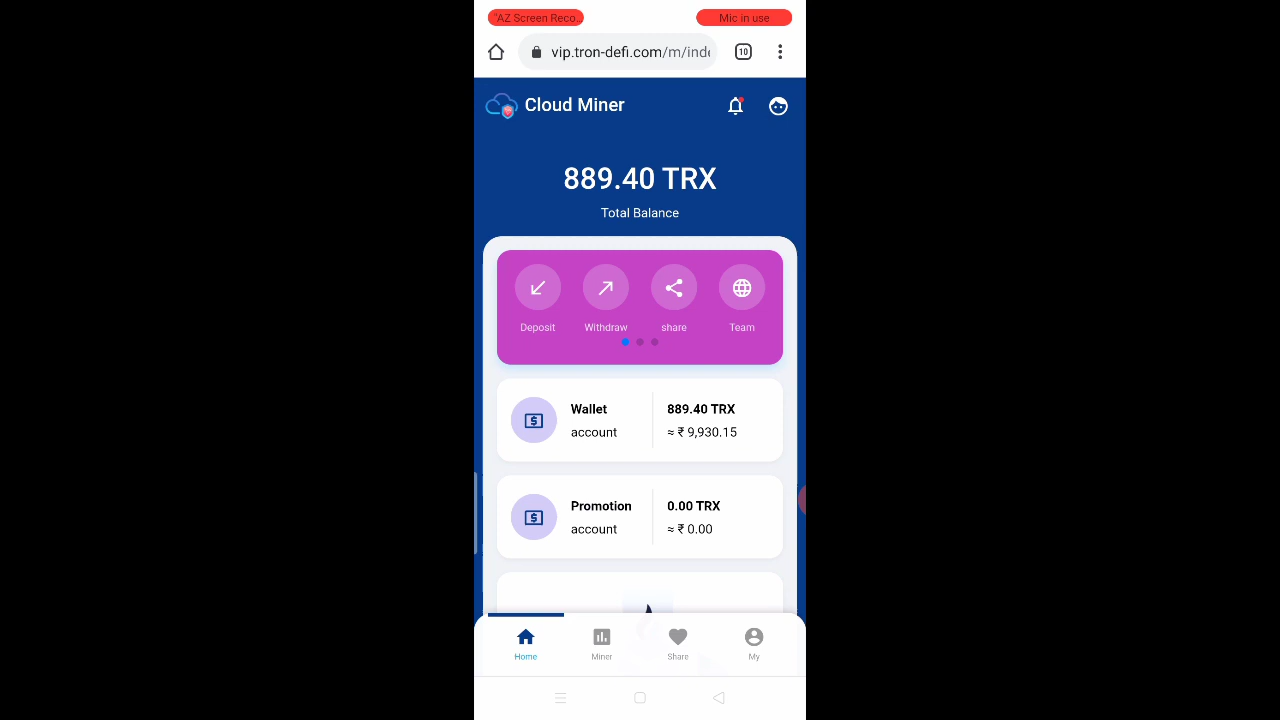 "AZ Screen Reco..
Mic in use
vip.tron-defi.com/m/inde
10
Cloud Miner
889.40 TRX
Total Balance
Deposit
Withdraw
share
Team
Wallet
account
889.40 TRX
≈ ₹ 9,930.15
Promotion
account
0.00 TRX
≈ ₹ 0.00
Home
Miner
Share
My